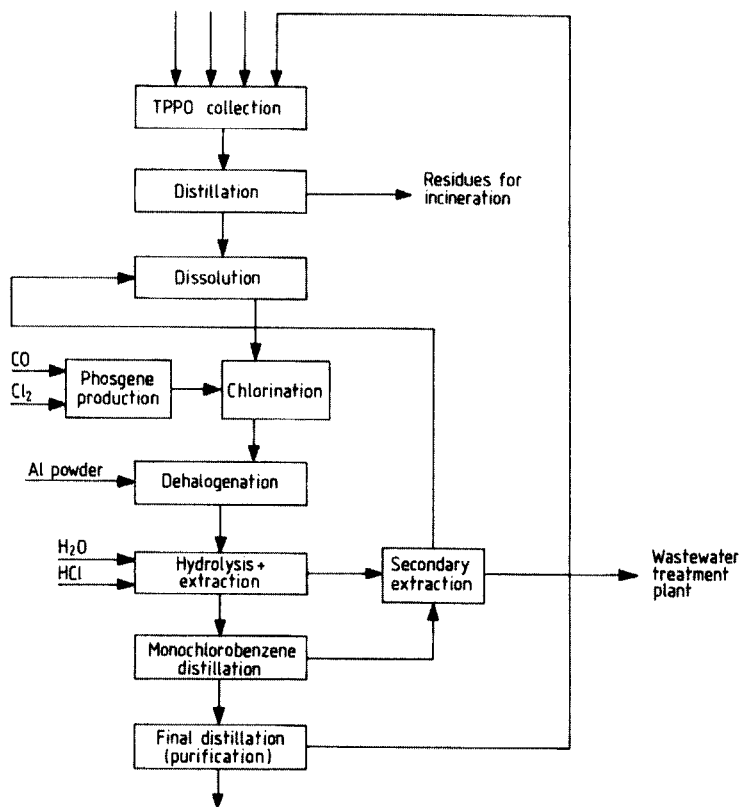 TPPO collection
Distillation
Residues for
incineration
Dissolution
CO
Cl₂
Phosgene
production
Chlorination
Al powder
Dehalogenation
H₂O
HCl
Hydrolysis +
extraction
Secondary
extraction
Wastewater
treatment
plant
Monochlorobenzene
distillation
Final distillation
(purification)